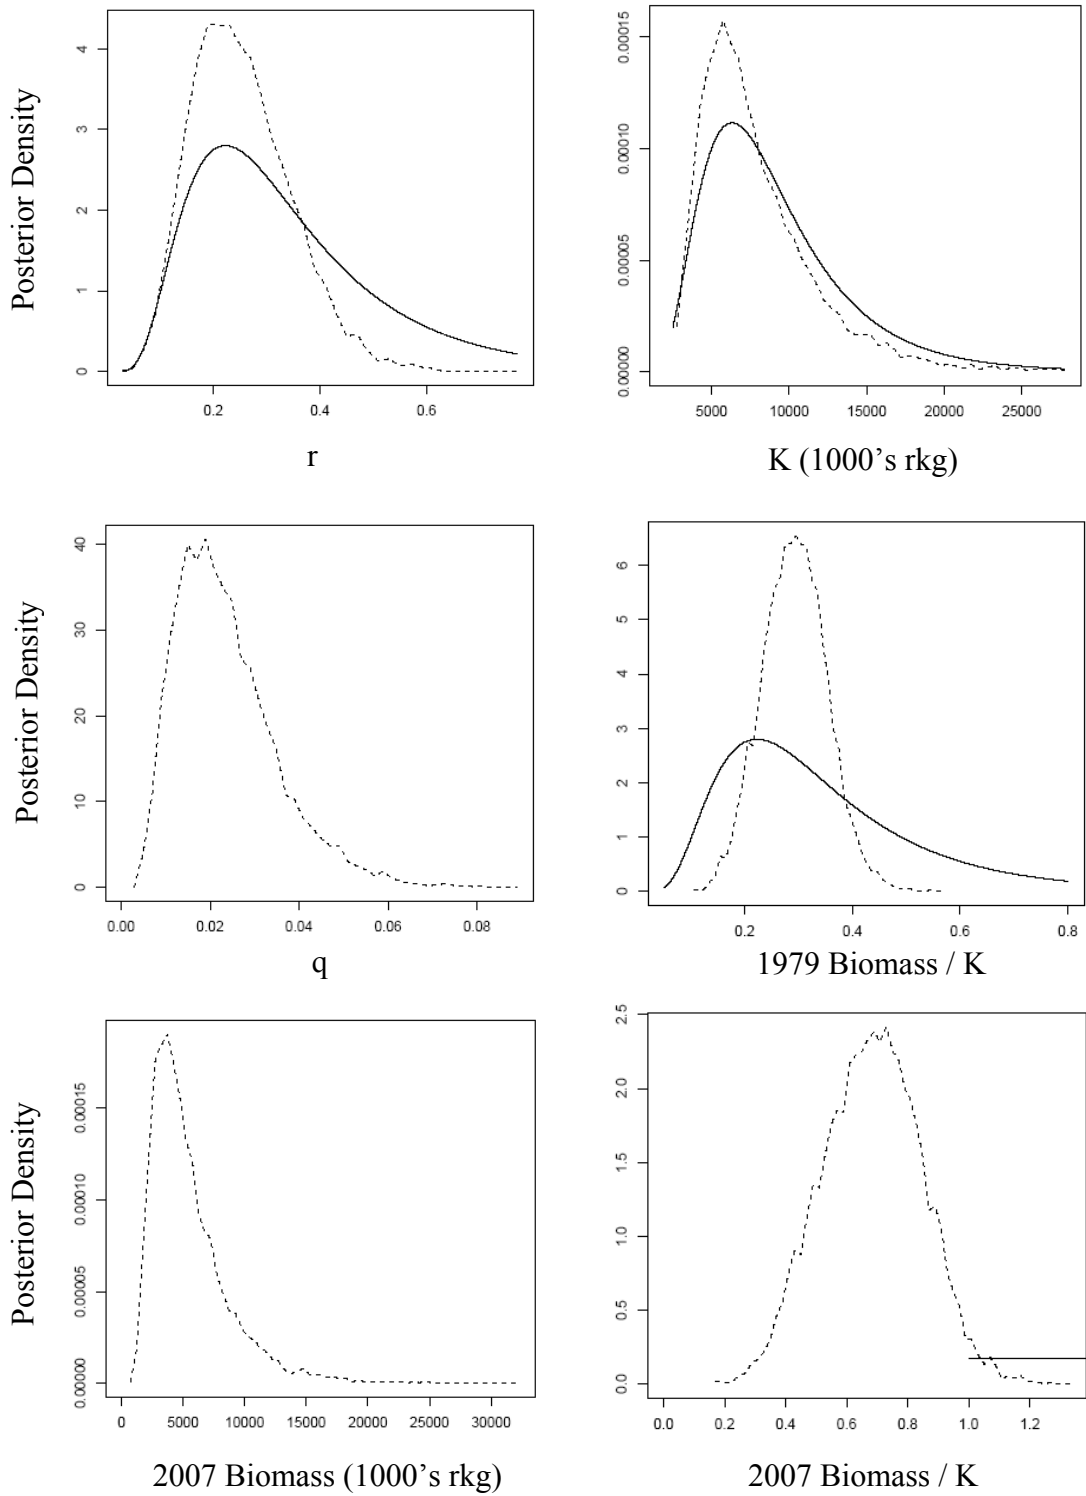 Posterior Density
4
3
2
1
0
0.2 0.4 0.6
r
0.00015
0.00010
0.00005
0.00000
5000 10000 15000 20000 25000
K (1000's rkg)
Posterior Density
40
30
20
10
0
0.00 0.02 0.04 0.06 0.08
q
6
5
4
3
2
1
0
0.2 0.4 0.6 0.8
1979 Biomass / K
Posterior Density
0.00015
0.00010
0.00005
0.00000
0 5000 10000 15000 20000 25000 30000
2007 Biomass (1000's rkg)
2.5
2.0
1.5
1.0
0.5
0.0
0.0 0.2 0.4 0.6 0.8 1.0 1.2
2007 Biomass / K